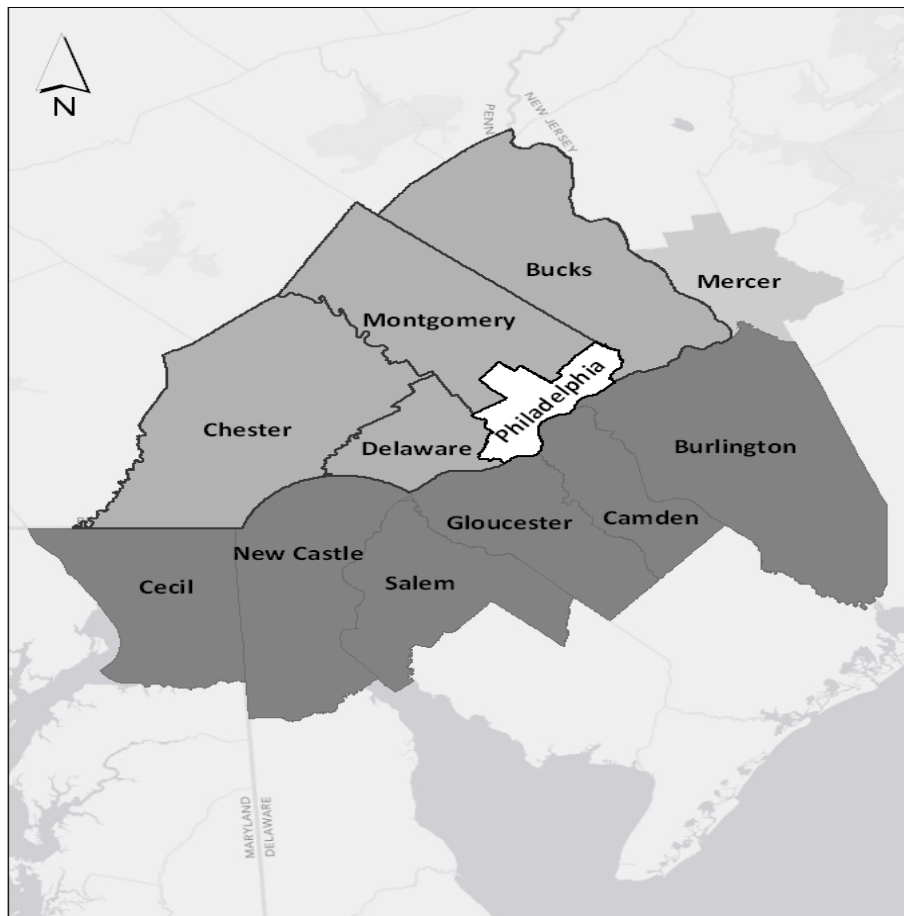 N
PENN
NEW JERSEY
Bucks
Mercer
Montgomery
Philadelphia
Chester
Delaware
Burlington
Gloucester
Camden
New Castle
Cecil
Salem
MARYLAND
DELAWARE